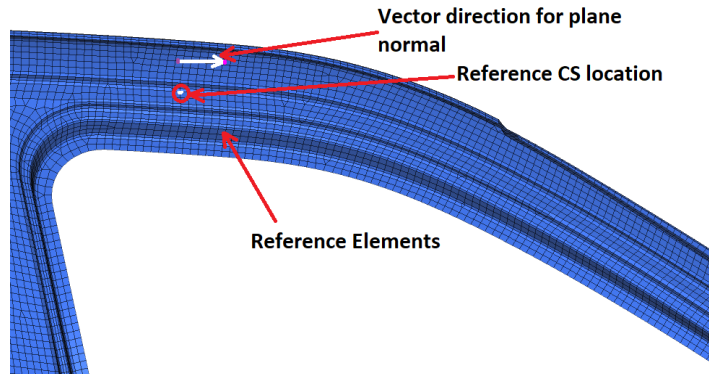 Vector direction for plane
normal
Reference CS location
Reference Elements